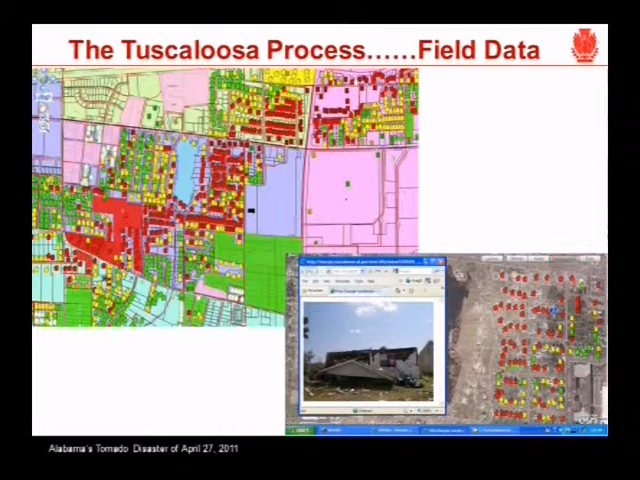 The Tuscaloosa Process......Field Data
Alabama's Tornado Disaster of April 27, 2011